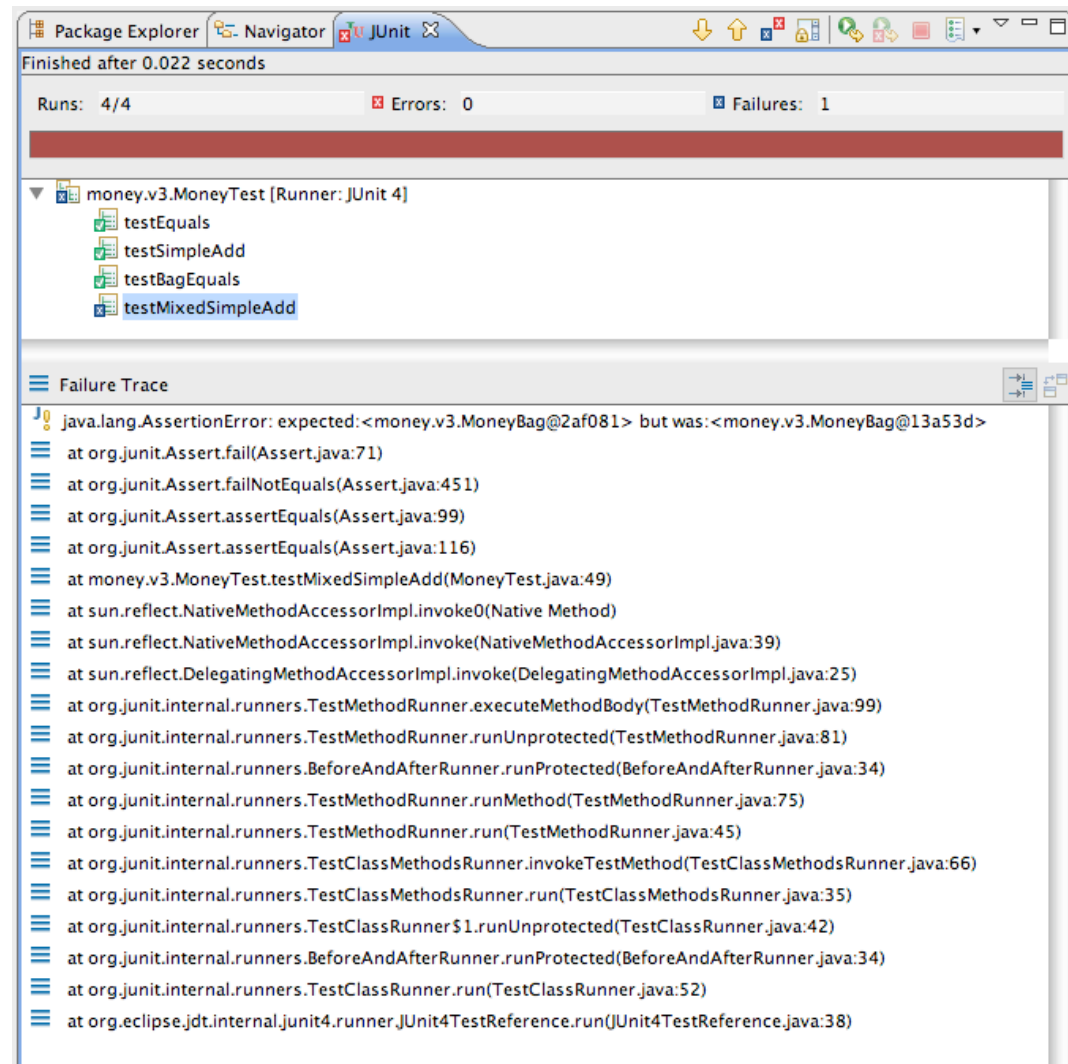 Package Explorer Navigator JUnit
Finished after 0.022 seconds
Runs: 4/4 Errors: 0 Failures: 1
money.v3.MoneyTest [Runner: JUnit 4]
testEquals
testSimpleAdd
testBagEquals
testMixedSimpleAdd
Failure Trace
java.lang.AssertionError: expected:<money.v3.MoneyBag@2af081> but was:<money.v3.MoneyBag@13a53d>
at org.junit.Assert.fail(Assert.java:71)
at org.junit.Assert.failNotEquals(Assert.java:451)
at org.junit.Assert.assertEquals(Assert.java:99)
at org.junit.Assert.assertEquals(Assert.java:116)
at money.v3.MoneyTest.testMixedSimpleAdd(MoneyTest.java:49)
at sun.reflect.NativeMethodAccessorImpl.invoke0(Native Method)
at sun.reflect.NativeMethodAccessorImpl.invoke(NativeMethodAccessorImpl.java:39)
at sun.reflect.DelegatingMethodAccessorImpl.invoke(DelegatingMethodAccessorImpl.java:25)
at org.junit.internal.runners.TestMethodRunner.executeMethodBody(TestMethodRunner.java:99)
at org.junit.internal.runners.TestMethodRunner.runUnprotected(TestMethodRunner.java:81)
at org.junit.internal.runners.BeforeAndAfterRunner.runProtected(BeforeAndAfterRunner.java:34)
at org.junit.internal.runners.TestMethodRunner.runMethod(TestMethodRunner.java:75)
at org.junit.internal.runners.TestMethodRunner.run(TestMethodRunner.java:45)
at org.junit.internal.runners.TestClassMethodsRunner.invokeTestMethod(TestClassMethodsRunner.java:66)
at org.junit.internal.runners.TestClassMethodsRunner.run(TestClassMethodsRunner.java:35)
at org.junit.internal.runners.TestClassRunner$1.runUnprotected(TestClassRunner.java:42)
at org.junit.internal.runners.BeforeAndAfterRunner.runProtected(BeforeAndAfterRunner.java:34)
at org.junit.internal.runners.TestClassRunner.run(TestClassRunner.java:52)
at org.eclipse.jdt.internal.junit4.runner.JUnit4TestReference.run(JUnit4TestReference.java:38)